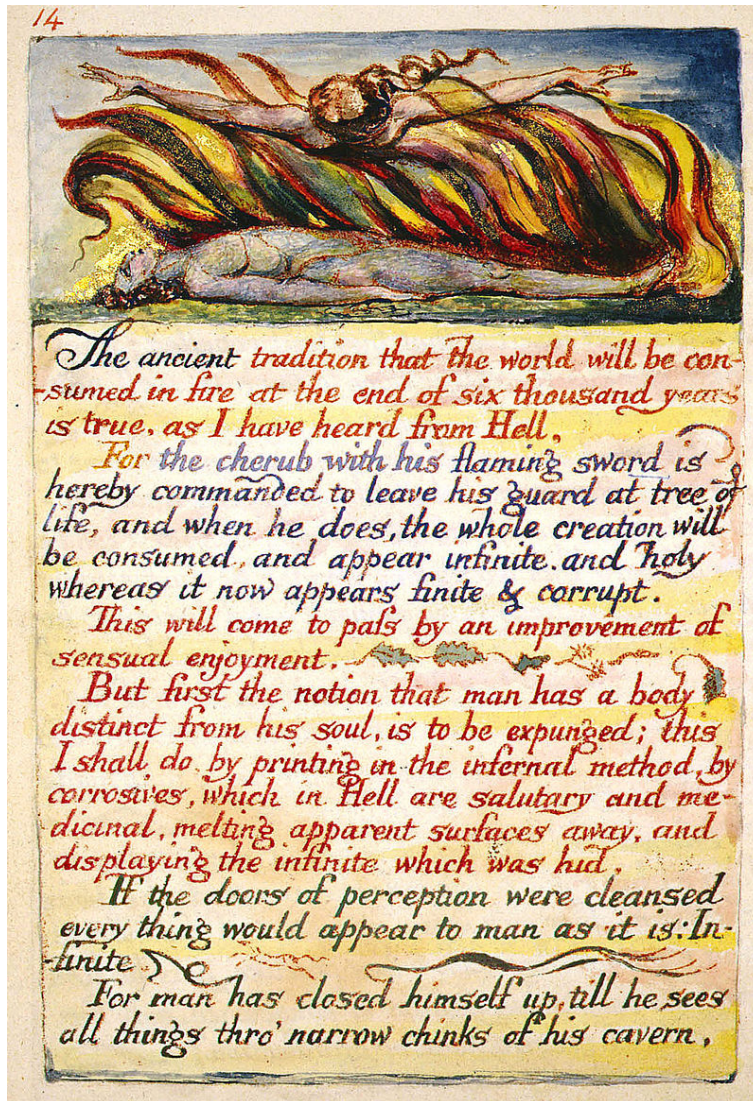 14
The ancient tradition that the world will be con-
-sumed in fire at the end of six thousand years
is true, as I have heard from Hell.
For the cherub with his flaming sword is
hereby commanded to leave his guard at tree of
life, and when he does, the whole creation will
be consumed, and appear infinite. and holy
whereas it now appears finite & corrupt.
This will come to paſs by an improvement of
sensual enjoyment.
But first the notion that man has a body
distinct from his soul, is to be expunged; this
I shall do, by printing in the infernal method, by
corrosives, which in Hell are salutary and me-
dicinal, melting apparent surfaces away, and
displaying the infinite which was hid.
If the doors of perception were cleansed
every thing would appear to man as it is: In-
-finite
For man has closed himself up, till he sees
all things thro' narrow chinks of his cavern.